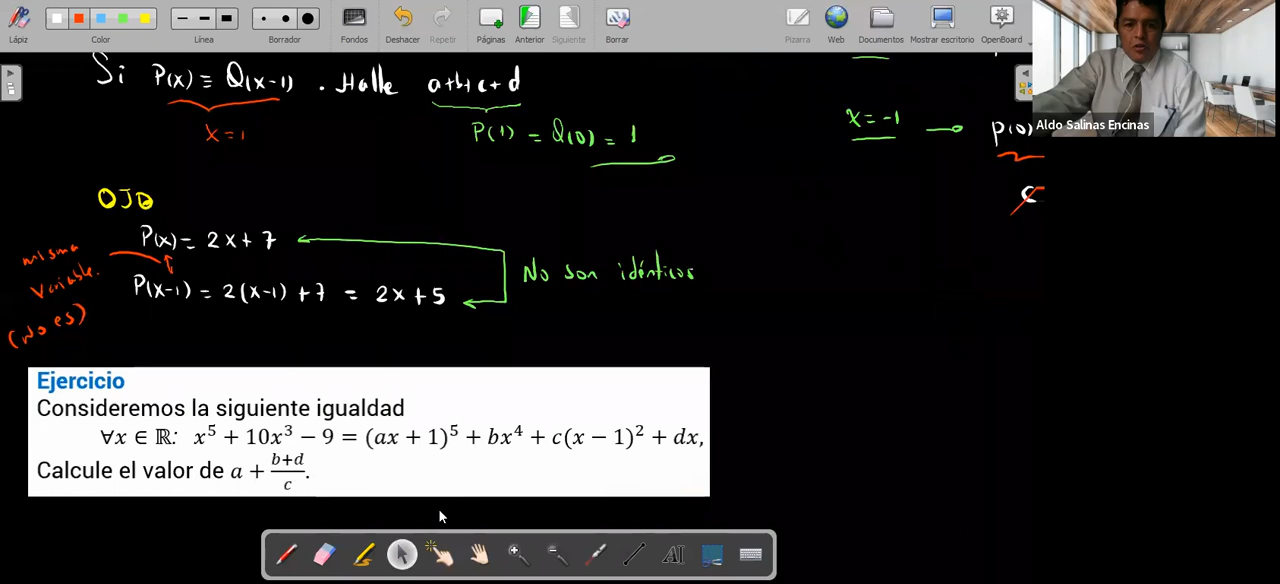 Lápiz Color Línea Borrador Fondos Deshacer Repetir Páginas Anterior Siguiente Borrar Pizarra Web Documentos Mostrar escritorio OpenBoard
Si P(x) ≡ Q(x-1) . Halle a+b+c+d
x=1
P(1) = Q(0) = 1
x=-1
P(0)
Aldo Salinas Encinas
c
OJO
P(x) = 2x+7
misma
variable.
(No es)
P(x-1) = 2(x-1) + 7 = 2x+5
No son idénticos
Ejercicio
Consideremos la siguiente igualdad
∀x ∈ ℝ: x⁵ + 10x³ − 9 = (ax + 1)⁵ + bx⁴ + c(x − 1)² + dx,
Calcule el valor de a + (b+d)/c.
AI